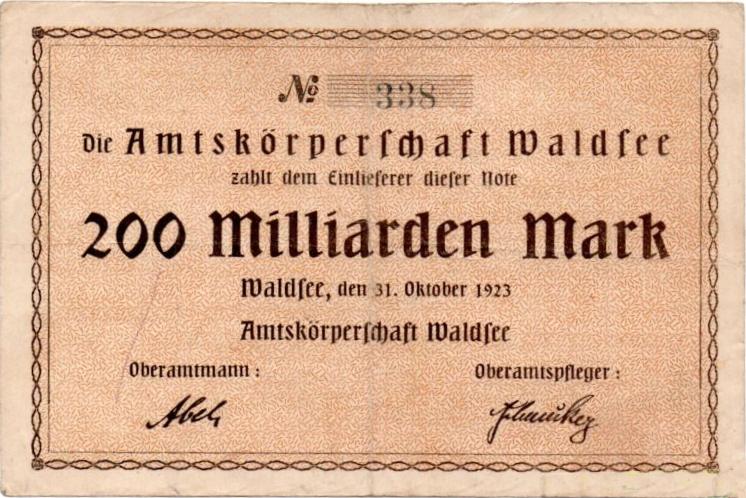 № 338
die Amtskörperschaft Waldsee
zahlt dem Einlieferer dieser Note
200 Milliarden Mark
Waldsee, den 31. Oktober 1923
Amtskörperschaft Waldsee
Oberamtmann: Oberamtspfleger:
Abel